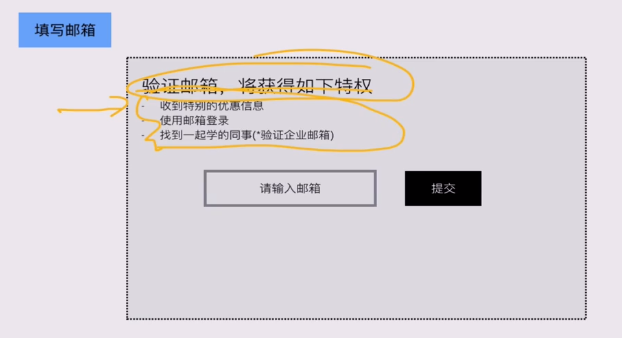 填写邮箱
验证邮箱，将获得如下特权
- 收到特别的优惠信息
- 使用邮箱登录
- 找到一起学的同事(*验证企业邮箱)
请输入邮箱
提交